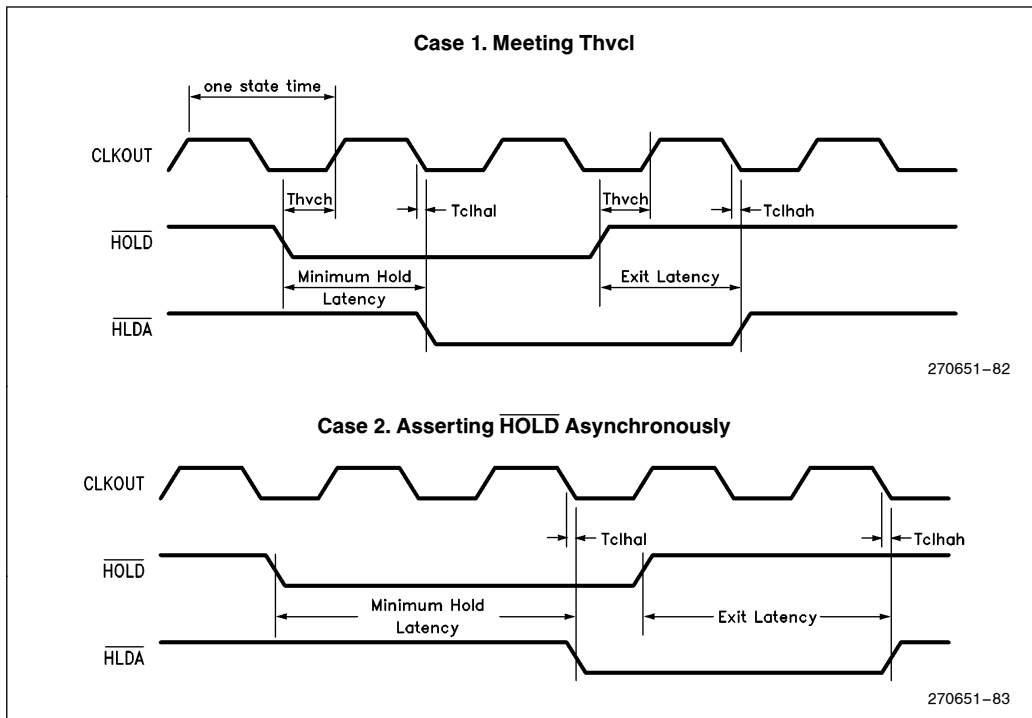 Case 1. Meeting Thvcl
one state time
CLKOUT
Thvch
Tclhal
Thvch
Tclhah
HOLD
Minimum Hold
Latency
Exit Latency
HLDA
270651–82
Case 2. Asserting HOLD Asynchronously
CLKOUT
Tclhal
Tclhah
HOLD
Minimum Hold
Latency
Exit Latency
HLDA
270651–83